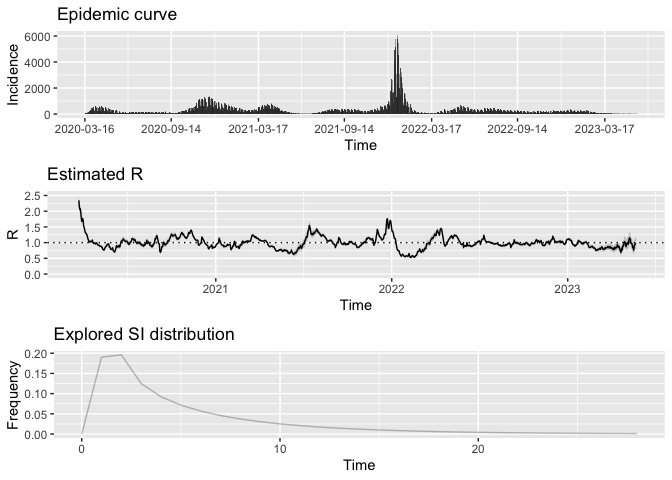 Epidemic curve
Incidence
6000
4000
2000
0
2020-03-16 2020-09-14 2021-03-17 2021-09-14 2022-03-17 2022-09-14 2023-03-17
Time
Estimated R
R
2.5
2.0
1.5
1.0
0.5
0.0
2021 2022 2023
Time
Explored SI distribution
Frequency
0.20
0.15
0.10
0.05
0.00
0 10 20
Time